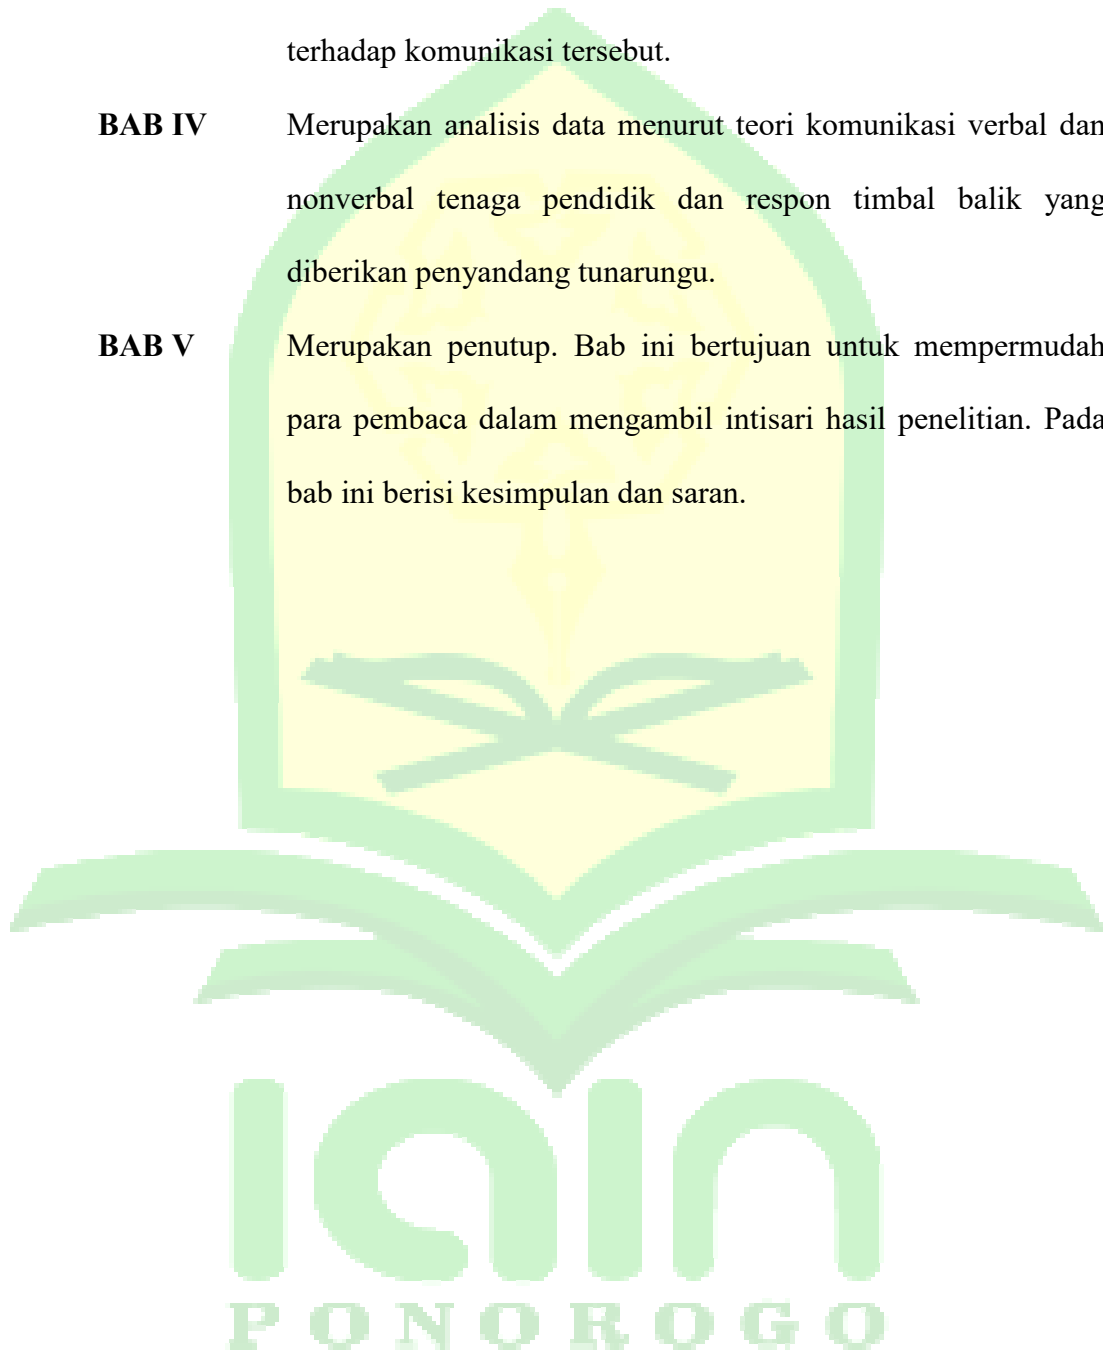 terhadap komunikasi tersebut.
BAB IV Merupakan analisis data menurut teori komunikasi verbal dan
nonverbal tenaga pendidik dan respon timbal balik yang
diberikan penyandang tunarungu.
BAB V Merupakan penutup. Bab ini bertujuan untuk mempermudah
para pembaca dalam mengambil intisari hasil penelitian. Pada
bab ini berisi kesimpulan dan saran.
iain
PONOROGO